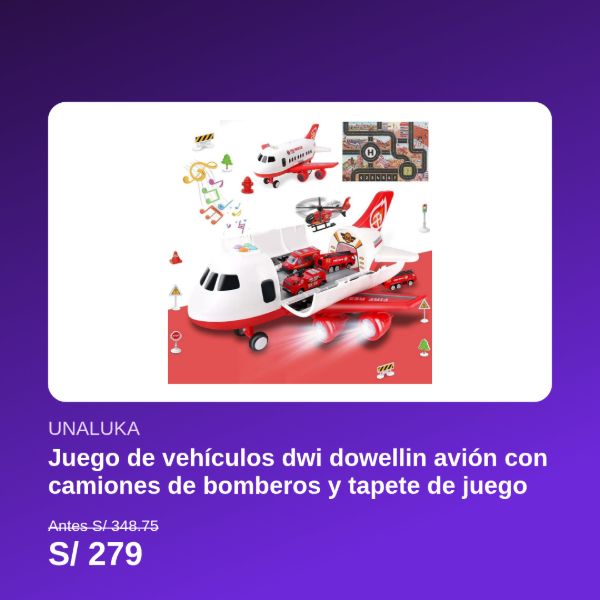 H
UNALUKA
Juego de vehículos dwi dowellin avión con
camiones de bomberos y tapete de juego
Antes S/ 348.75
S/ 279